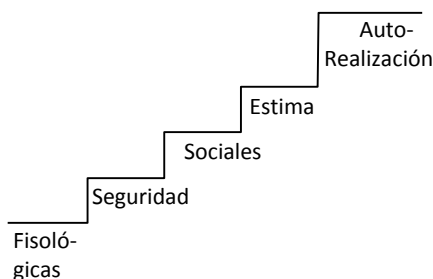 Auto-
Realización
Estima
Sociales
Seguridad
Fisoló-
gicas